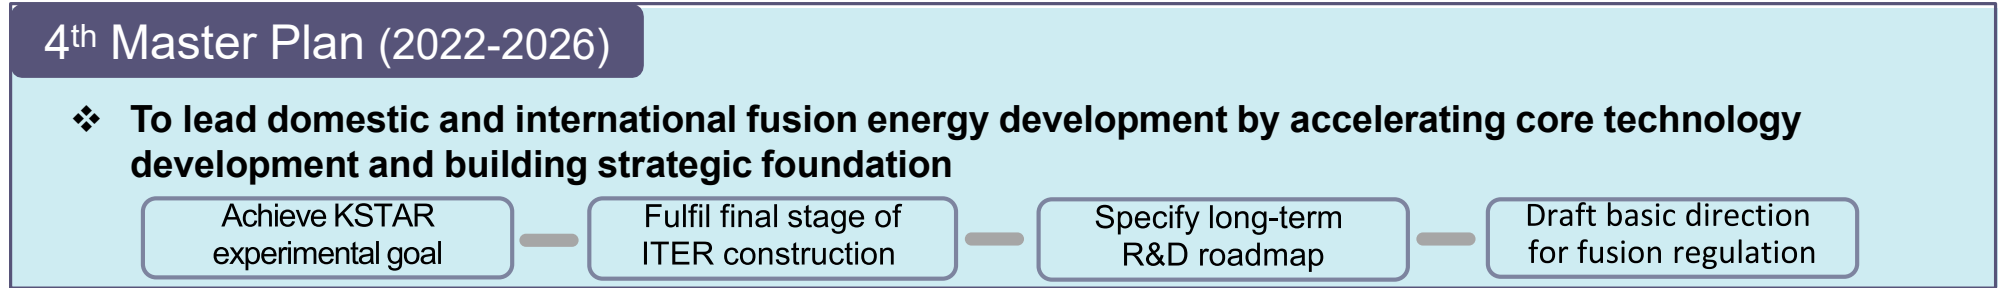 4th Master Plan (2022-2026)
❖ To lead domestic and international fusion energy development by accelerating core technology
development and building strategic foundation
Achieve KSTAR
experimental goal
Fulfil final stage of
ITER construction
Specify long-term
R&D roadmap
Draft basic direction
for fusion regulation